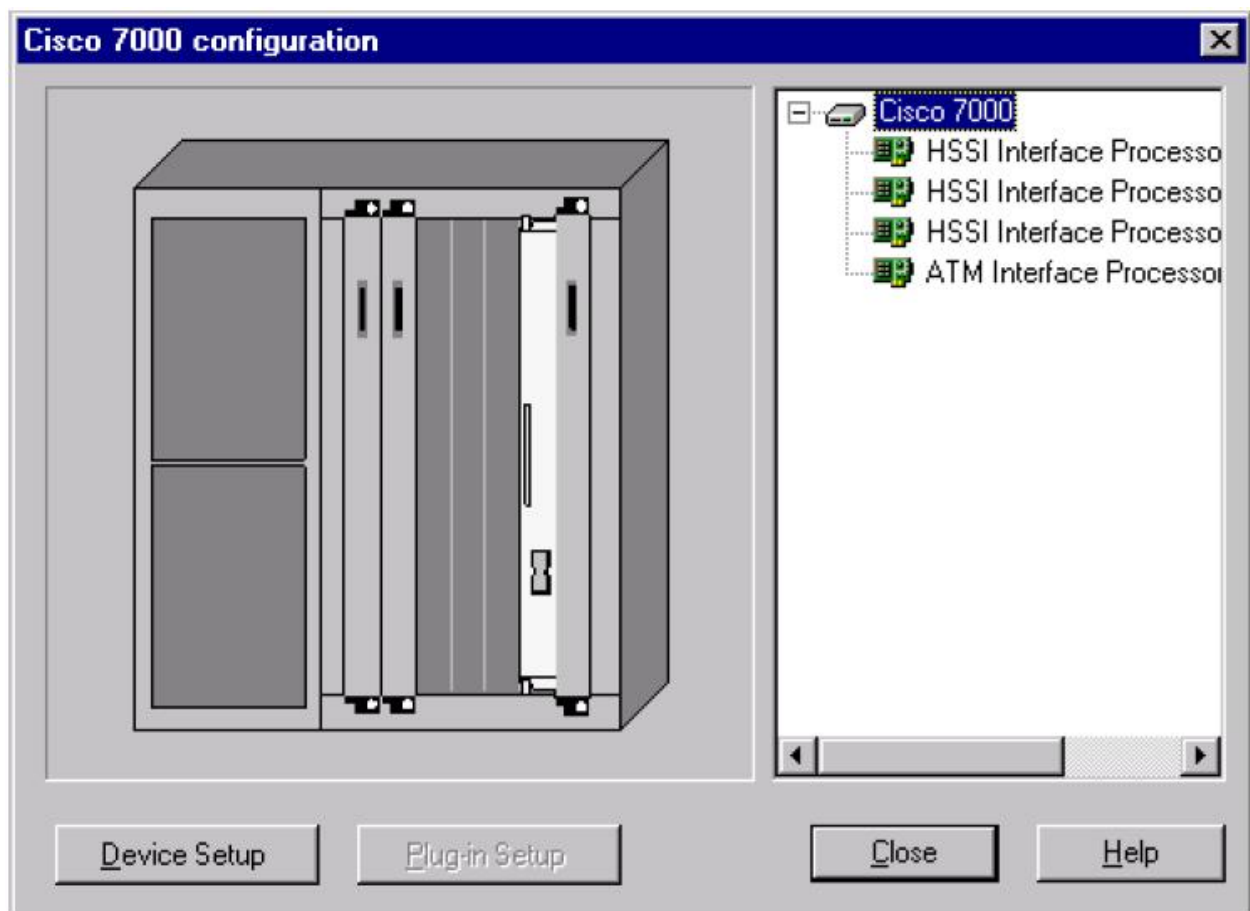 Cisco 7000 configuration
Cisco 7000
HSSI Interface Processo
HSSI Interface Processo
HSSI Interface Processo
ATM Interface Processor
Device Setup
Plug-in Setup
Close
Help